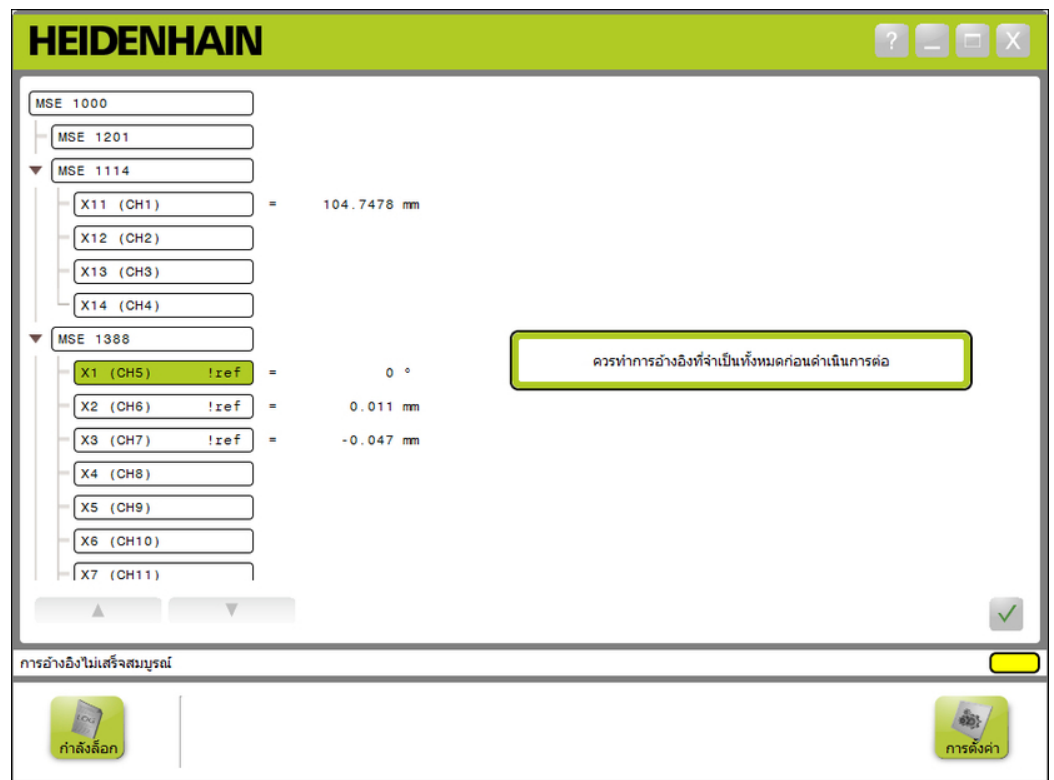 HEIDENHAIN
? _ X
MSE 1000
MSE 1201
MSE 1114
X11 (CH1) = 104.7478 mm
X12 (CH2)
X13 (CH3)
X14 (CH4)
MSE 1388
X1 (CH5) !ref = 0 °
X2 (CH6) !ref = 0.011 mm
X3 (CH7) !ref = -0.047 mm
X4 (CH8)
X5 (CH9)
X6 (CH10)
X7 (CH11)
ควรทำการอ้างอิงที่จำเป็นทั้งหมดก่อนดำเนินการต่อ
การอ้างอิงไม่เสร็จสมบูรณ์
LOG
กำลังล็อก
การตั้งค่า